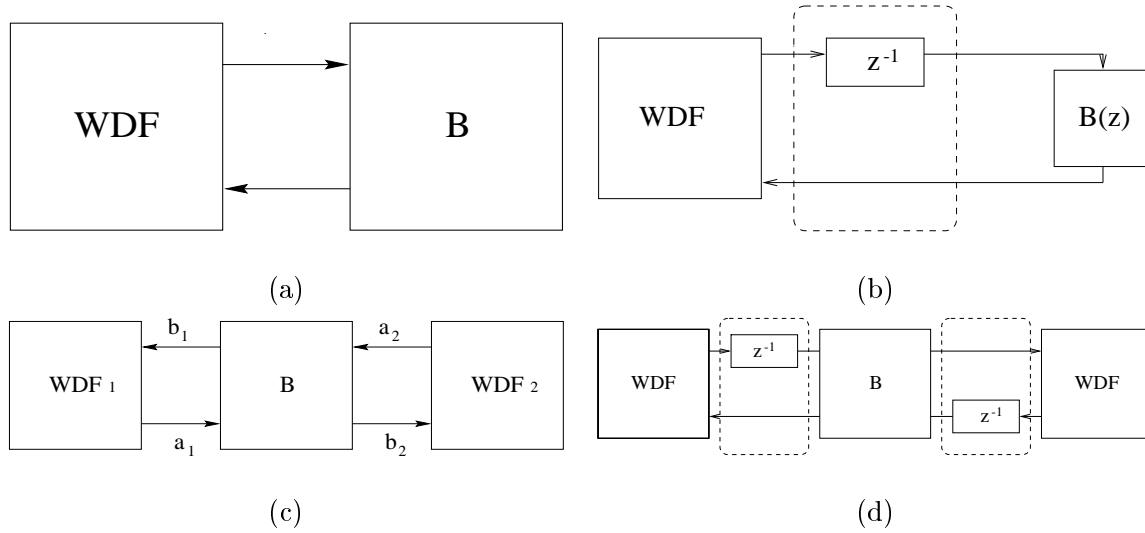 WDF
B
z⁻¹
WDF
B(z)
(a)
(b)
b₁
a₂
WDF ₁
B
WDF ₂
a₁
b₂
z⁻¹
WDF
B
WDF
z⁻¹
(c)
(d)